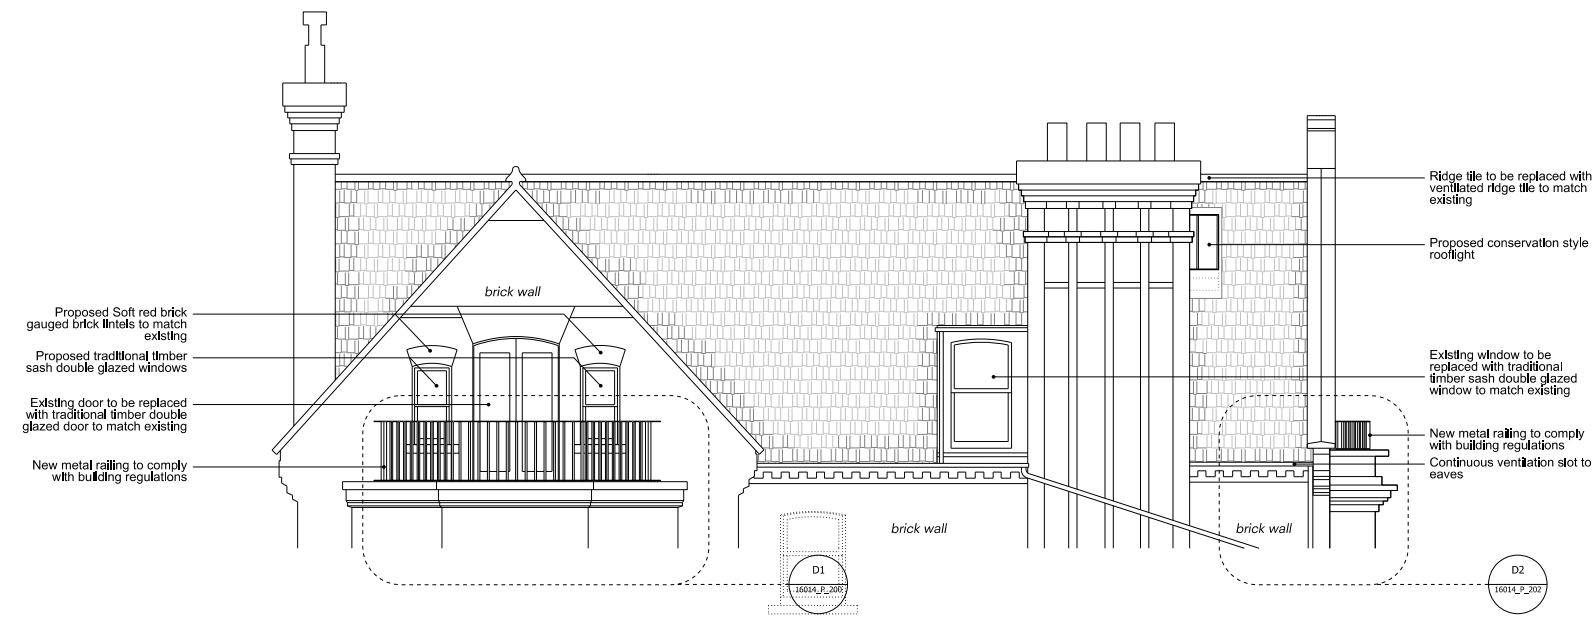 Proposed Soft red brick
gauged brick lintels to match
existing
Proposed traditional timber
sash double glazed windows
Existing door to be replaced
with traditional timber double
glazed door to match existing
New metal railing to comply
with building regulations
brick wall
brick wall
brick wall
Ridge tile to be replaced with
ventilated ridge tile to match
existing
Proposed conservation style
rooflight
Existing window to be
replaced with traditional
timber sash double glazed
window to match existing
New metal railing to comply
with building regulations
Continuous ventilation slot to
eaves
D1
16014_P_200
D2
16014_P_202